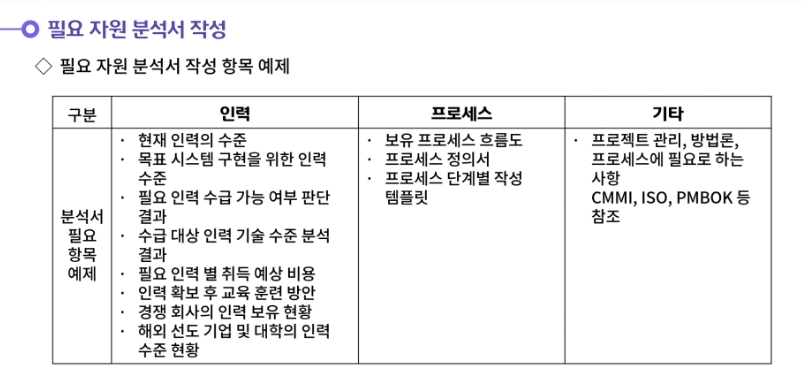 필요 자원 분석서 작성
◇ 필요 자원 분석서 작성 항목 예제
구분
인력
프로세스
기타
분석서
필요
항목
예제
· 현재 인력의 수준
· 목표 시스템 구현을 위한 인력
수준
· 필요 인력 수급 가능 여부 판단
결과
· 수급 대상 인력 기술 수준 분석
결과
· 필요 인력 별 취득 예상 비용
· 인력 확보 후 교육 훈련 방안
· 경쟁 회사의 인력 보유 현황
· 해외 선도 기업 및 대학의 인력
수준 현황
· 보유 프로세스 흐름도
· 프로세스 정의서
· 프로세스 단계별 작성
템플릿
· 프로젝트 관리, 방법론,
프로세스에 필요로 하는
사항
CMMI, ISO, PMBOK 등
참조